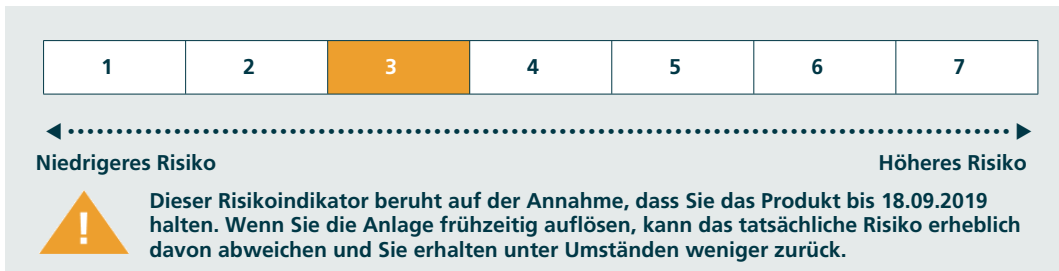 1 2 3 4 5 6 7
Niedrigeres Risiko Höheres Risiko
Dieser Risikoindikator beruht auf der Annahme, dass Sie das Produkt bis 18.09.2019
halten. Wenn Sie die Anlage frühzeitig auflösen, kann das tatsächliche Risiko erheblich
davon abweichen und Sie erhalten unter Umständen weniger zurück.